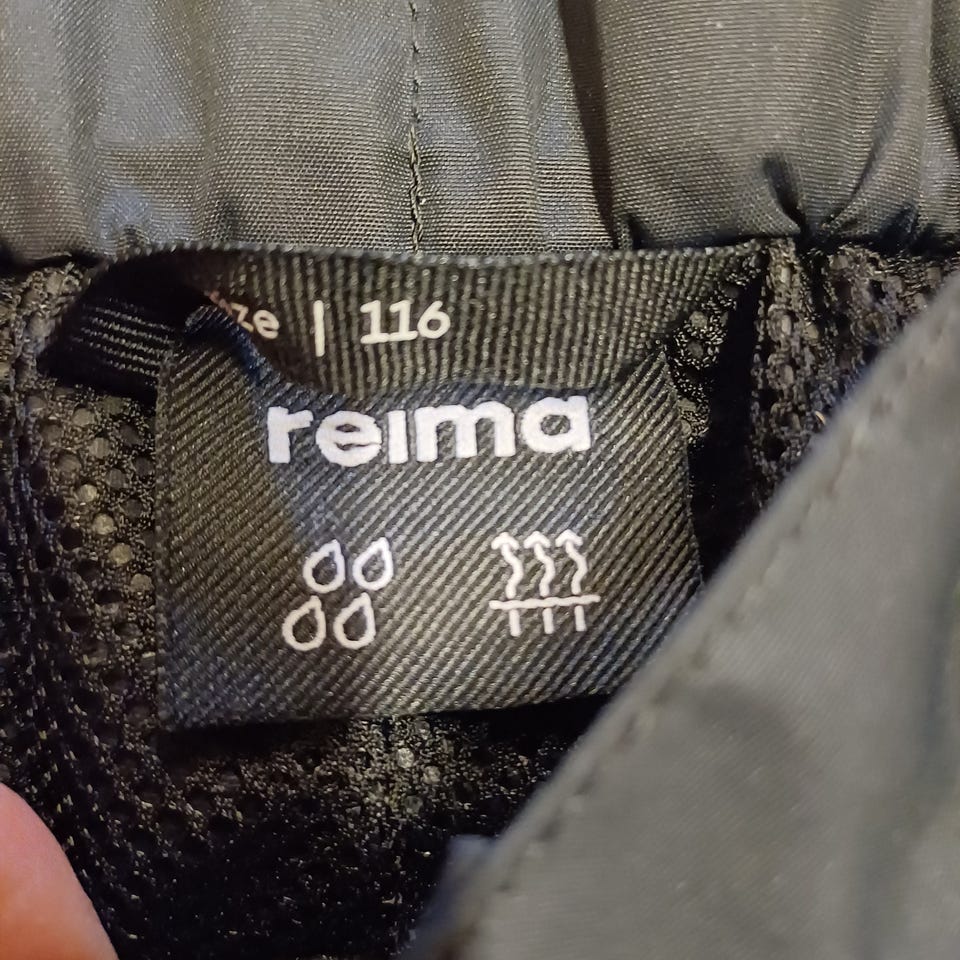 ze | 116
reima